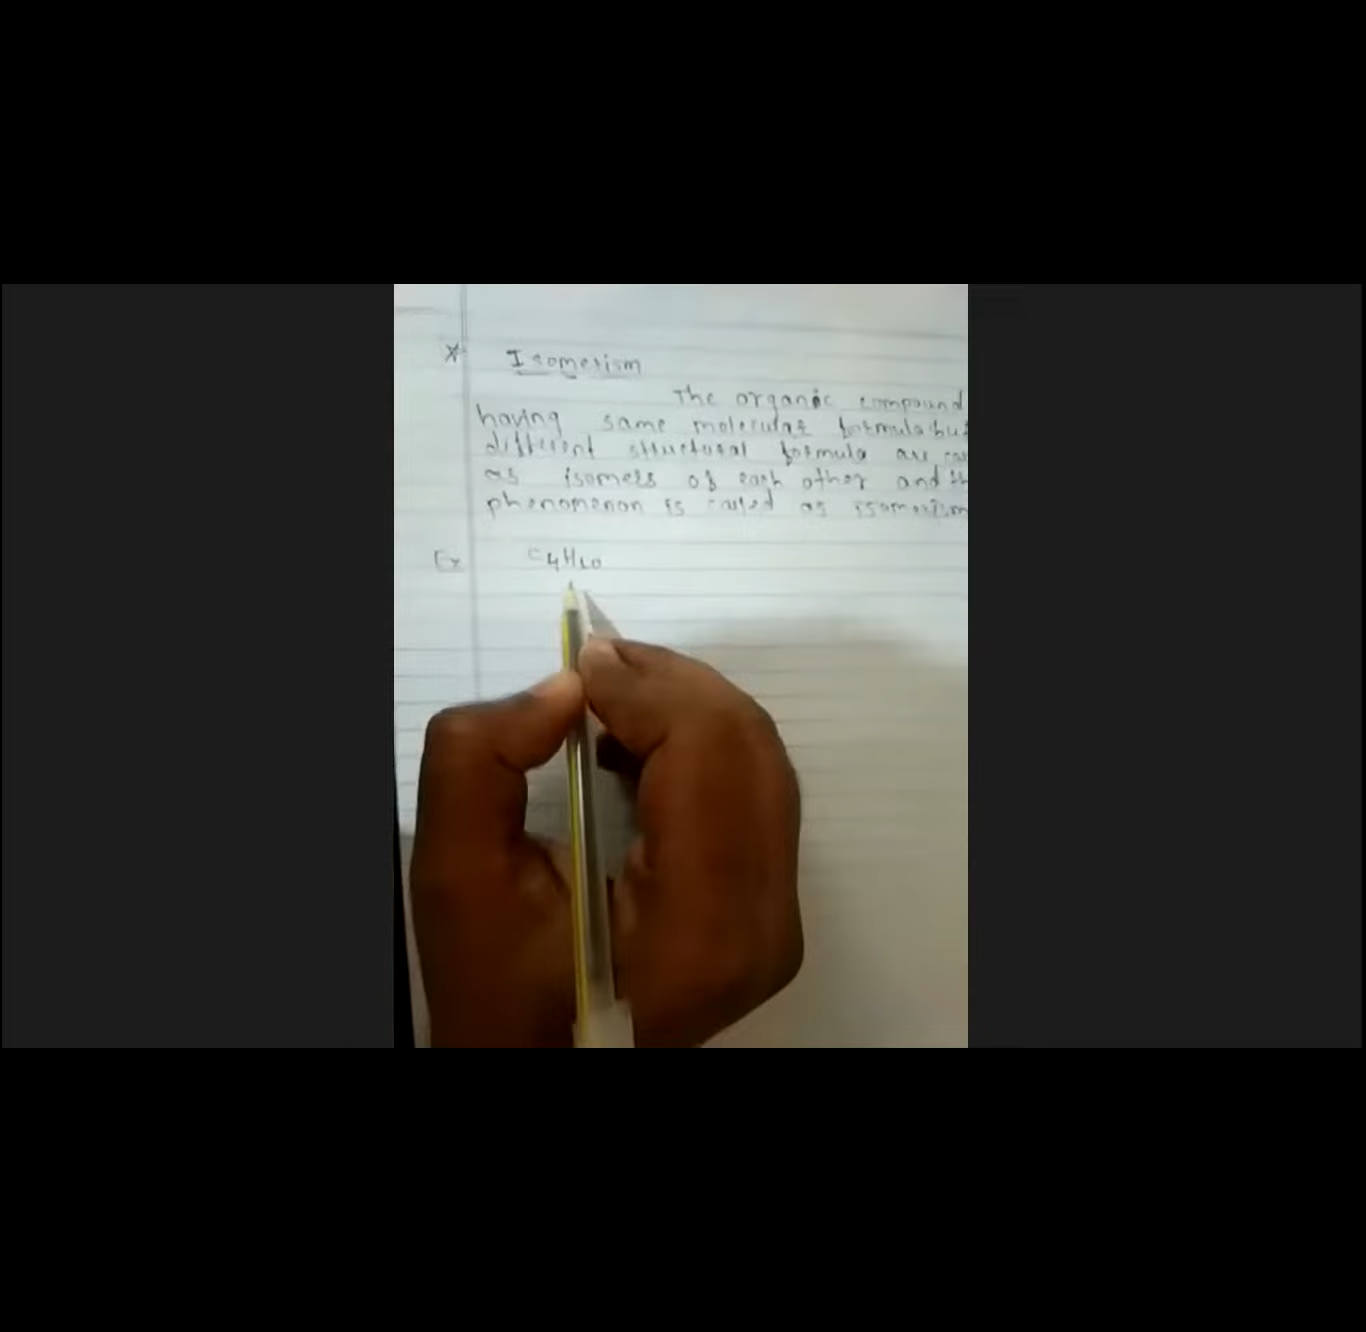 * Isomerism
The organic compound
having same molecular formula but
different structural formula are
as isomers of each other and
phenomenon is called as isomerism
Ex C4H10